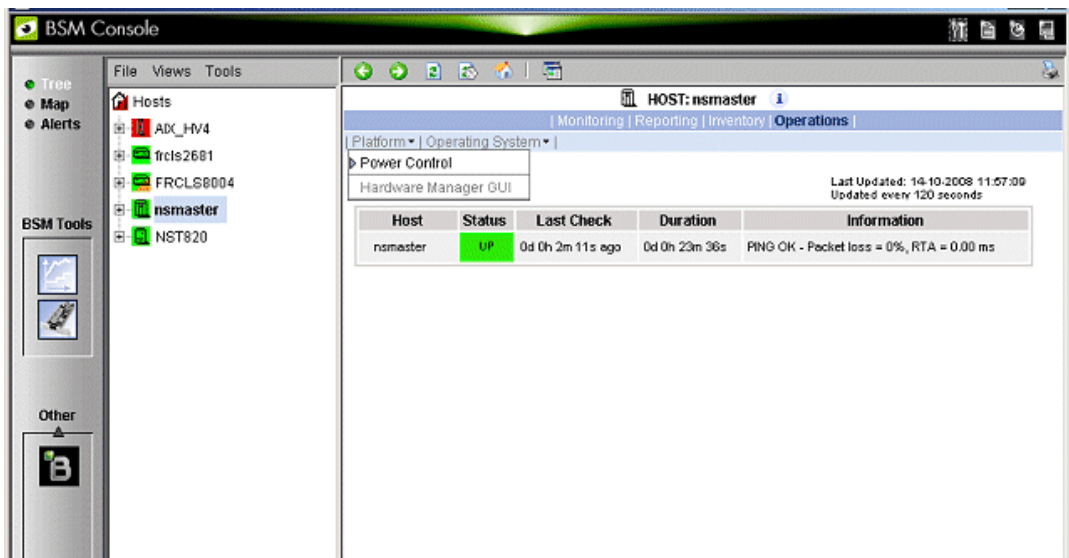 BSM Console
Tree
Map
Alerts
BSM Tools
Other
B
File Views Tools
Hosts
AIX_HV4
frcls2681
FRCLS8004
nsmaster
NST820
HOST: nsmaster i
| Monitoring | Reporting | Inventory | Operations |
| Platform | Operating System |
Power Control
Hardware Manager GUI
Last Updated: 14-10-2008 11:57:09
Updated every 120 seconds
Host Status Last Check Duration Information
nsmaster UP 0d 0h 2m 11s ago 0d 0h 23m 36s PING OK - Packet loss = 0%, RTA = 0.00 ms